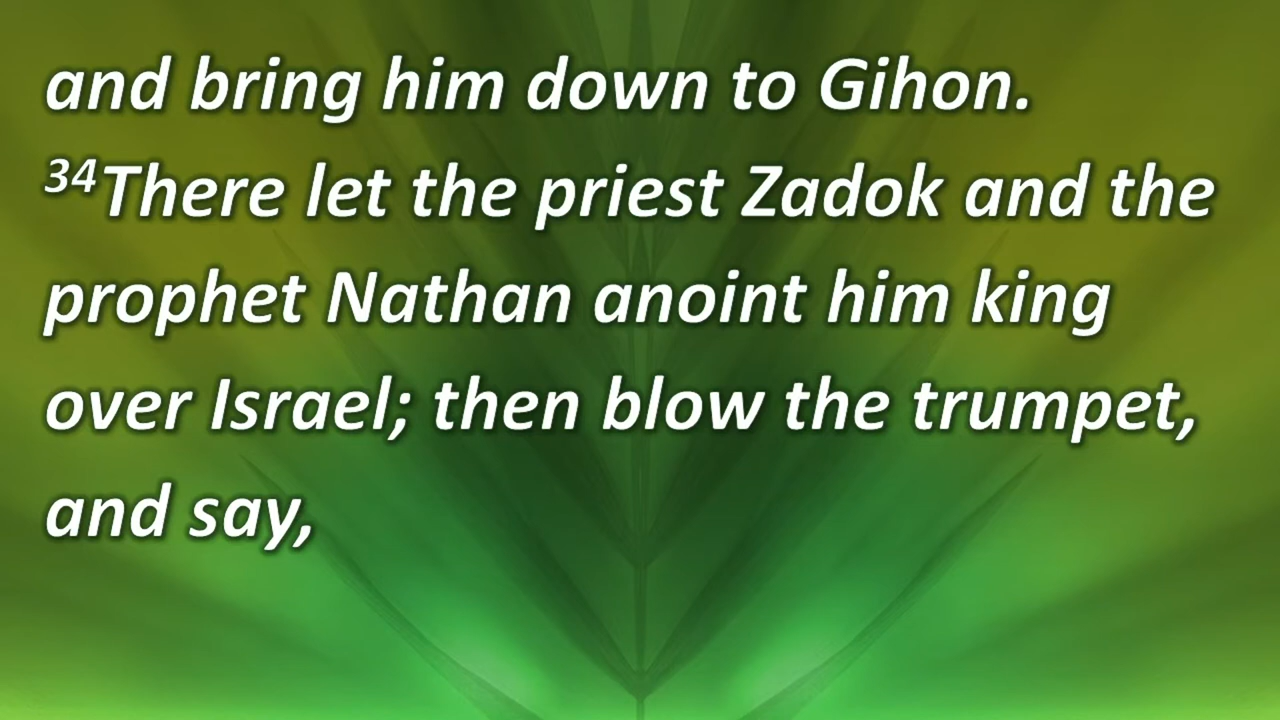 and bring him down to Gihon.
³⁴There let the priest Zadok and the
prophet Nathan anoint him king
over Israel; then blow the trumpet,
and say,